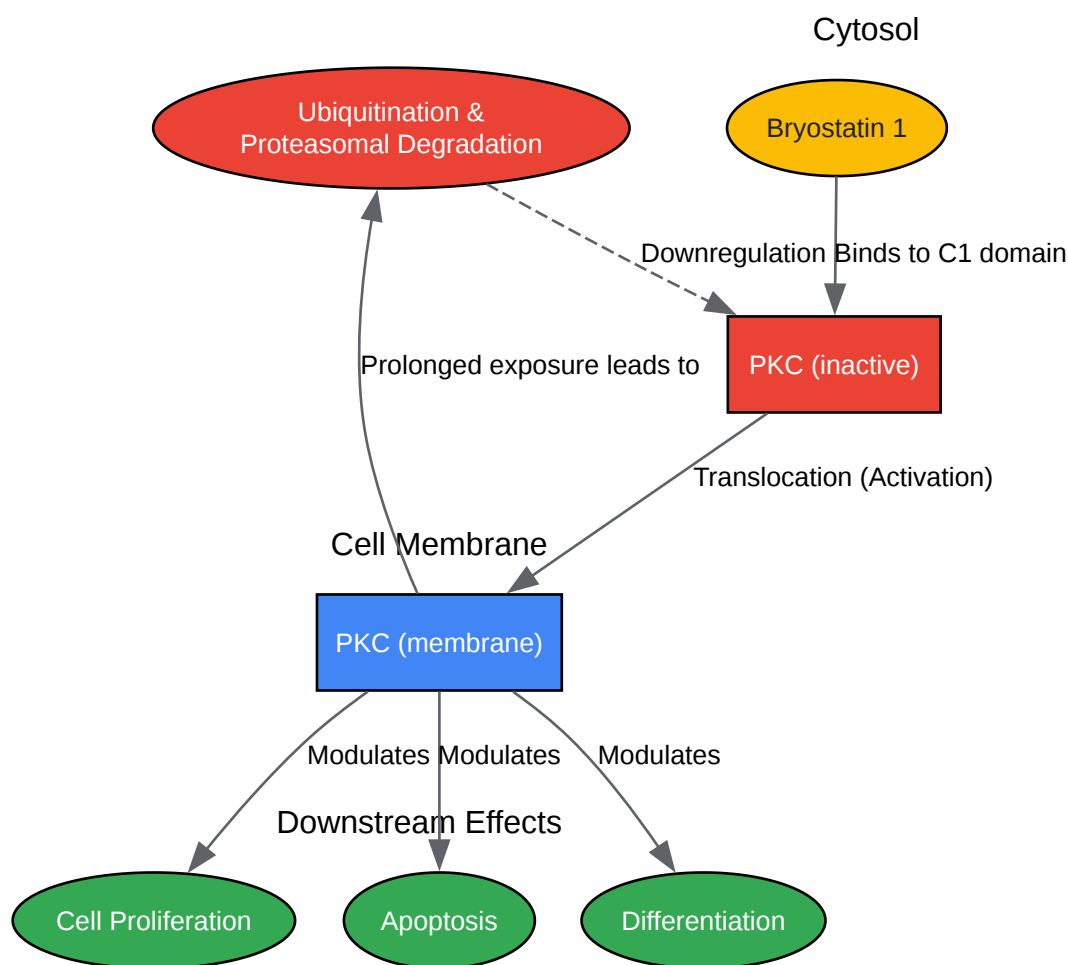 Cytosol
Ubiquitination &
Proteasomal Degradation
Bryostatin 1
Downregulation
Binds to C1 domain
PKC (inactive)
Prolonged exposure leads to
Translocation (Activation)
Cell Membrane
PKC (membrane)
Modulates
Modulates
Modulates
Downstream Effects
Cell Proliferation
Apoptosis
Differentiation